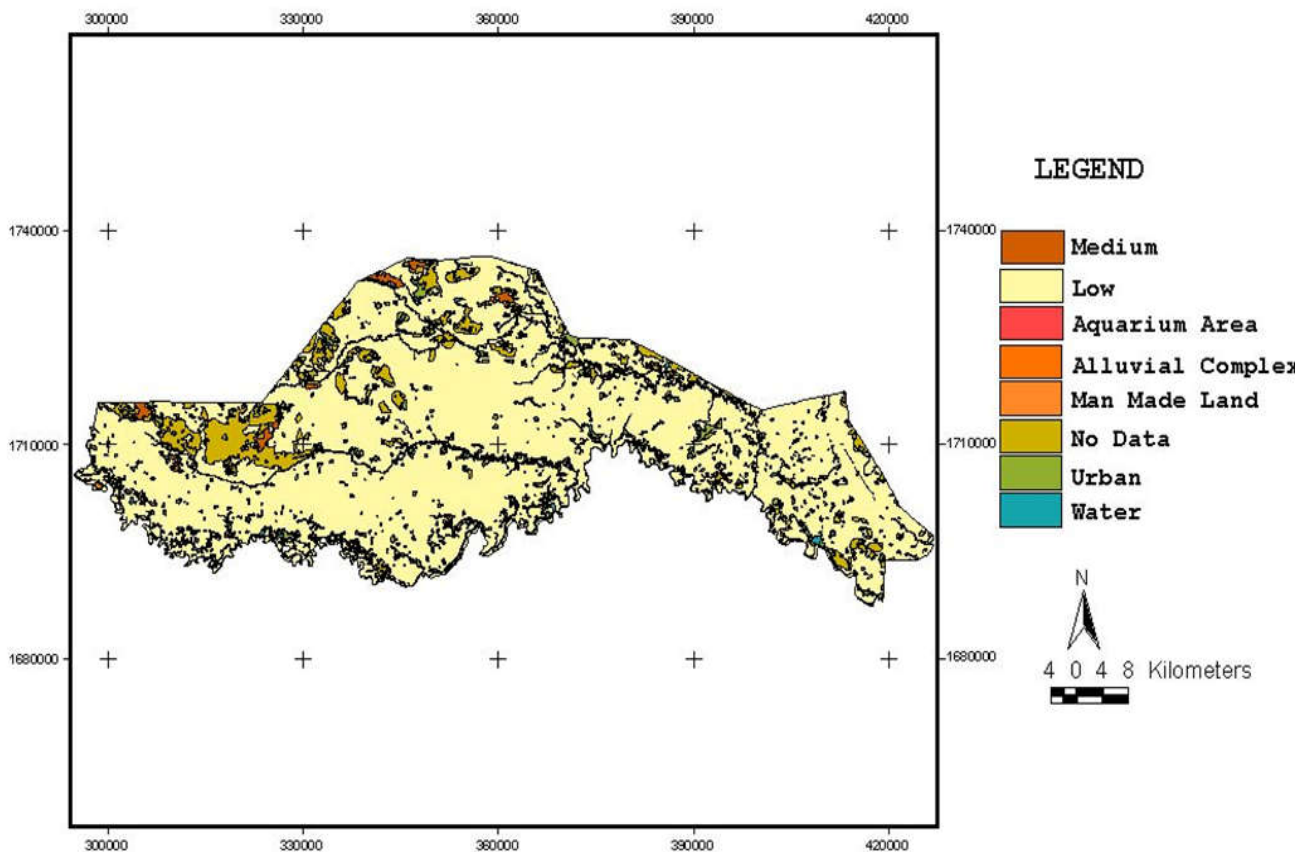 300000 330000 360000 390000 420000
LEGEND
1740000 1740000
Medium
Low
Aquarium Area
Alluvial Complex
Man Made Land
1710000 1710000
No Data
Urban
Water
N
1680000 1680000
4 0 4 8 Kilometers
300000 330000 360000 390000 420000